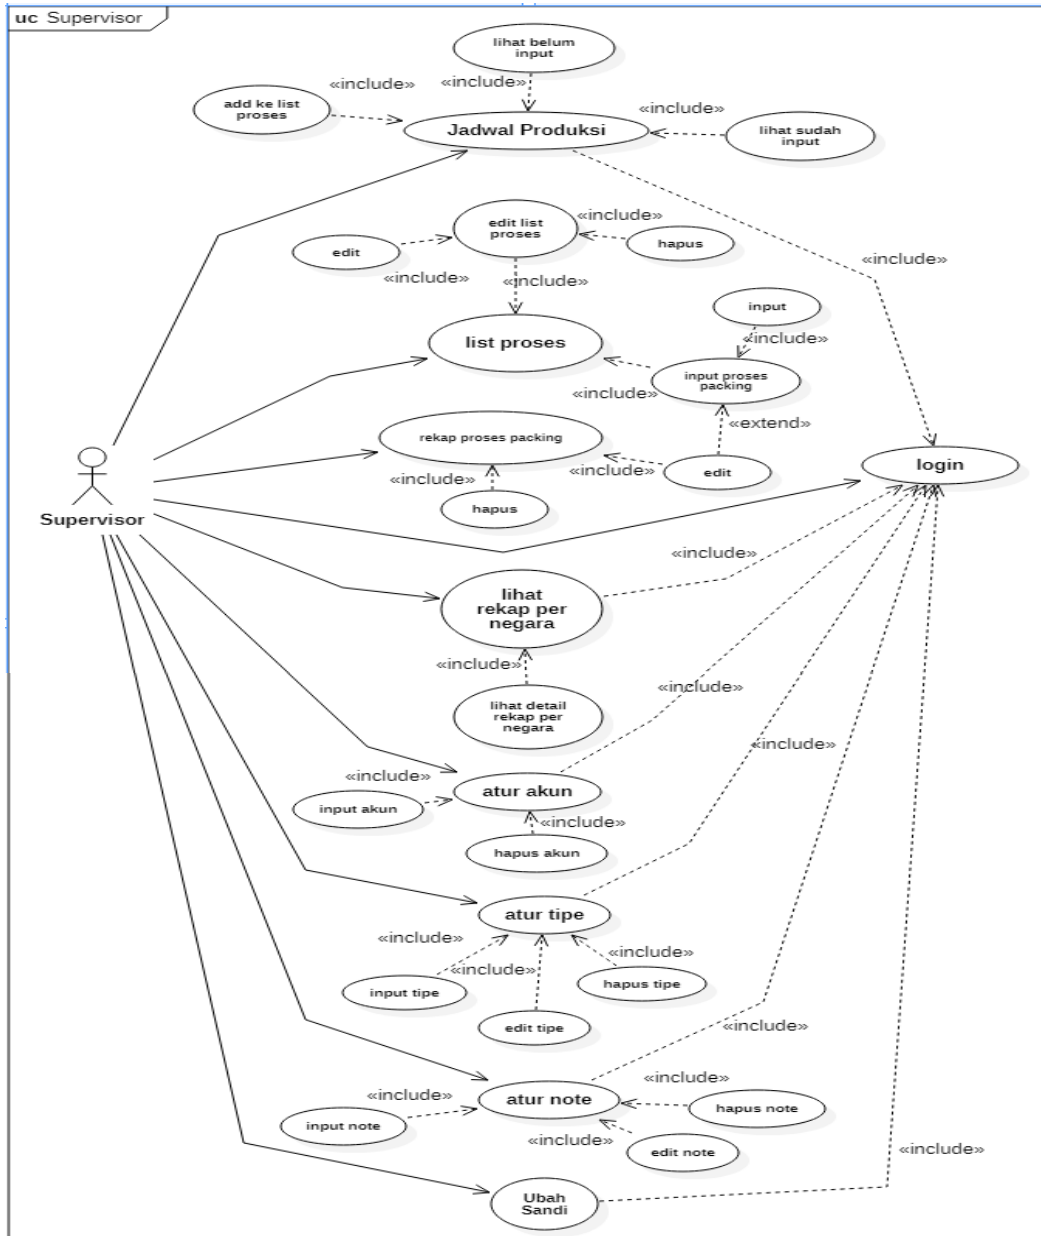 uc Supervisor
lihat belum
input
«include»
«include»
add ke list
proses
«include»
Jadwal Produksi
lihat sudah
input
edit list
proses
«include»
edit
hapus
«include»
«include»
«include»
input
«include»
list proses
input proses
packing
«include»
«extend»
rekap proses packing
«include»
edit
«include»
hapus
login
Supervisor
«include»
lihat
rekap per
negara
«include»
«include»
lihat detail
rekap per
negara
«include»
«include»
atur akun
input akun
«include»
hapus akun
atur tipe
«include»
«include»
«include»
input tipe
hapus tipe
edit tipe
«include»
«include»
«include»
atur note
hapus note
input note
«include»
edit note
«include»
Ubah
Sandi